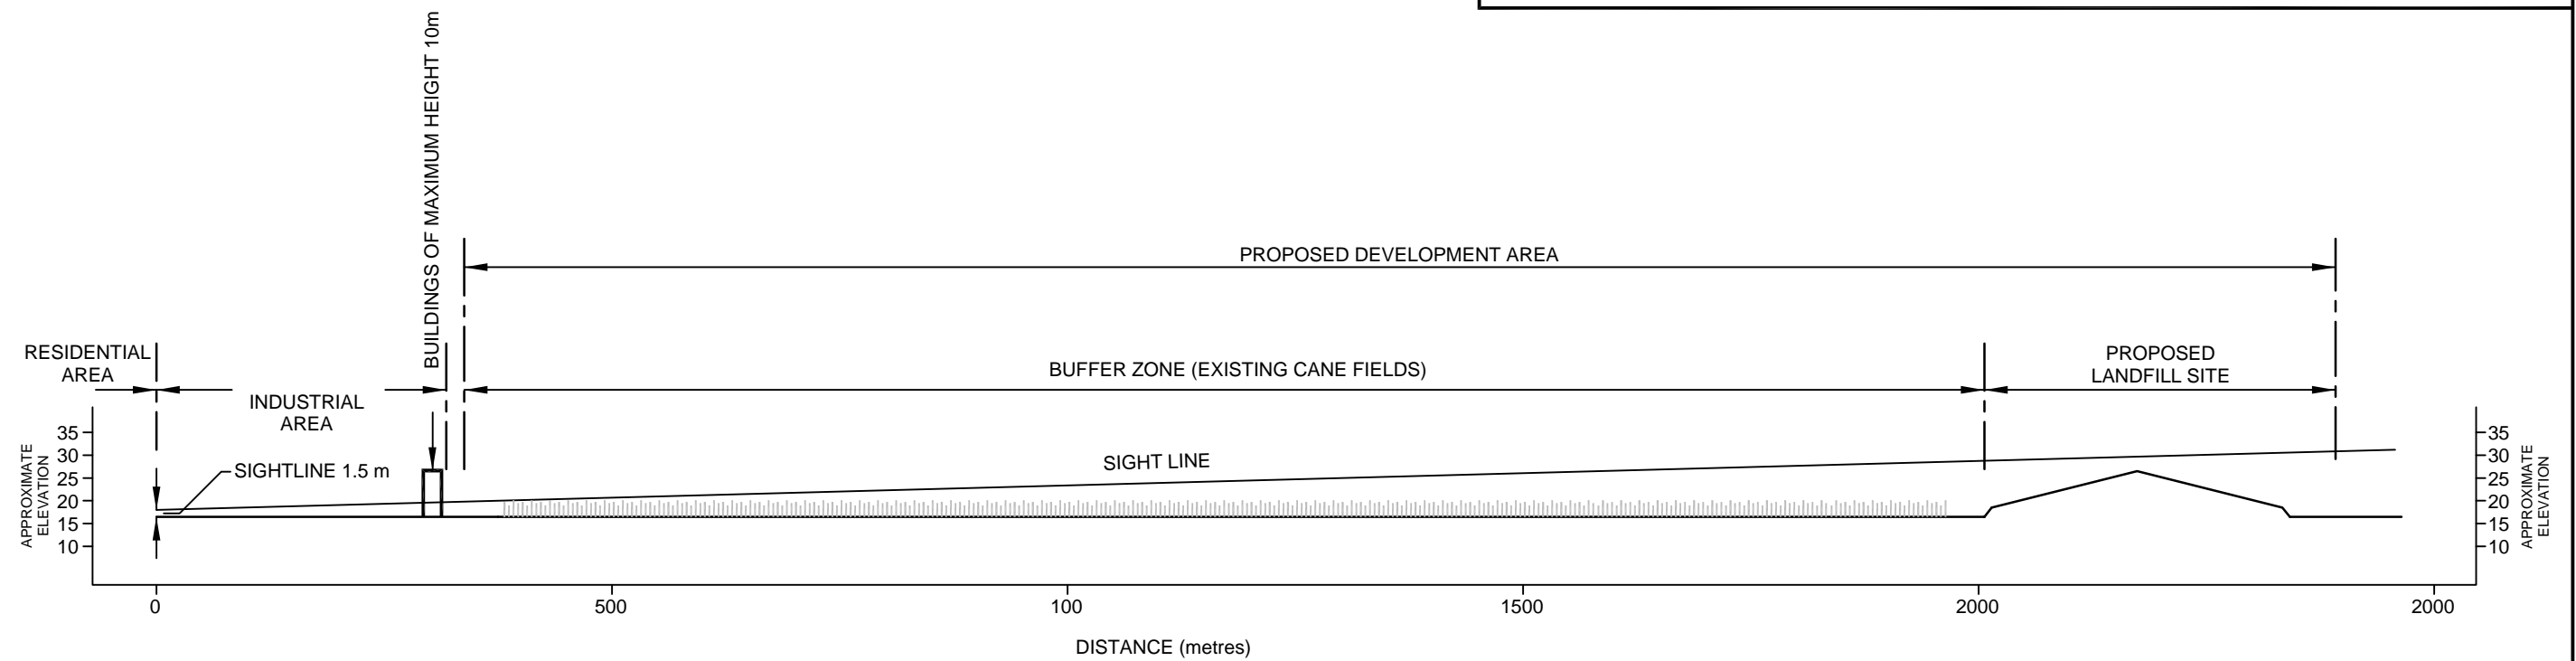 BUILDINGS OF MAXIMUM HEIGHT 10m
PROPOSED DEVELOPMENT AREA
RESIDENTIAL
AREA
INDUSTRIAL
AREA
BUFFER ZONE (EXISTING CANE FIELDS)
PROPOSED
LANDFILL SITE
APPROXIMATE
ELEVATION
35
30
25
20
15
10
SIGHTLINE 1.5 m
SIGHT LINE
35
30
25
20
15
10
APPROXIMATE
ELEVATION
0
500
100
1500
2000
2000
DISTANCE (metres)